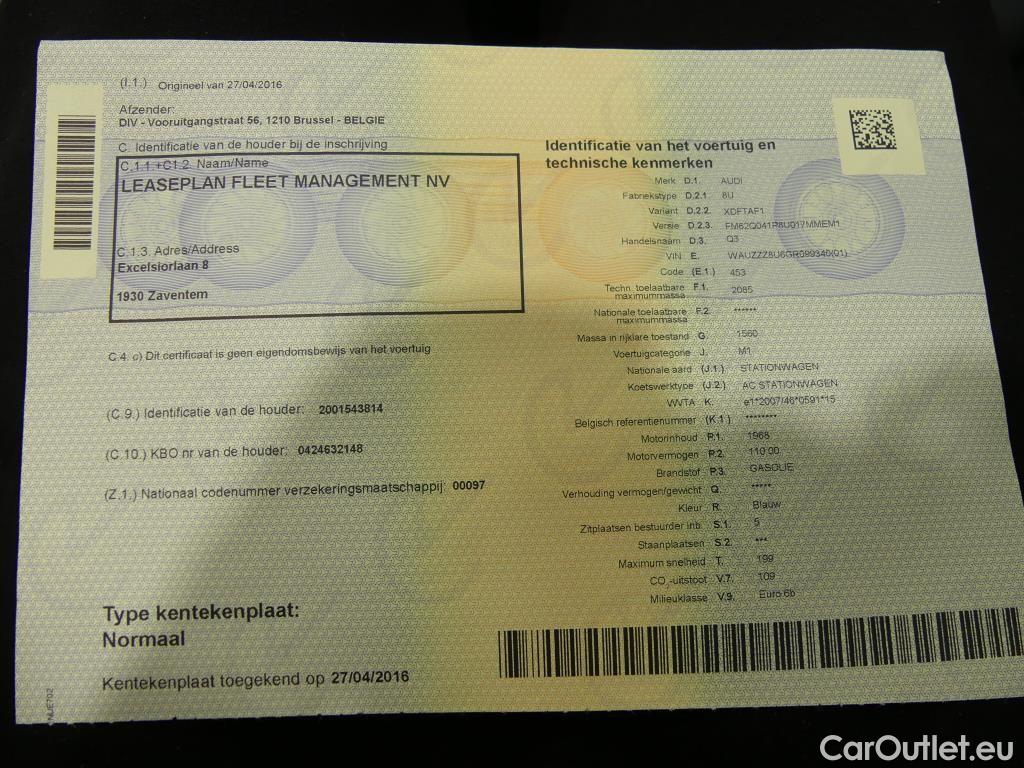 (I.1.) Origineel van 27/04/2016
Afzender:
DIV - Vooruitgangstraat 56, 1210 Brussel - BELGIE
C. Identificatie van de houder bij de inschrijving
C.1.1.+C1.2. Naam/Name
LEASEPLAN FLEET MANAGEMENT NV
C.1.3. Adres/Address
Excelsiorlaan 8
1930 Zaventem
C.4. c) Dit certificaat is geen eigendomsbewijs van het voertuig
(C.9.) Identificatie van de houder: 2001543814
(C.10.) KBO nr van de houder: 0424632148
(Z.1.) Nationaal codenummer verzekeringsmaatschappij: 00097
Type kentekenplaat:
Normaal
Kentekenplaat toegekend op 27/04/2016
Identificatie van het voertuig en
technische kenmerken
Merk D.1. AUDI
Fabriekstype D.2.1 8U
Variant D.2.2. XDFTAF1
Versie D.2.3. FM62Q041R8U017MMEM1
Handelsnaam D.3. Q3
VIN E. WAUZZZ8U6GR099340(01)
Code (E.1.) 453
Techn. toelaatbare F.1. 2085
maximummassa
Nationale toelaatbare F.2. ******
maximummassa
Massa in rijklare toestand G. 1560
Voertuigcategorie J. M1
Nationale aard (J.1.) STATIONWAGEN
Koetswerktype (J.2.) AC STATIONWAGEN
WVTA K. e1*2007/46*0591*15
Belgisch referentienummer (K.1.) ********
Motorinhoud P.1. 1968
Motorvermogen P.2. 110.00
Brandstof P.3. GASOLIE
Verhouding vermogen/gewicht Q. *****
Kleur R. Blauw
Zitplaatsen bestuurder inb. S.1. 5
Staanplaatsen S.2. ***
Maximum snelheid T. 199
CO2-uitstoot V.7. 109
Milieuklasse V.9. Euro 6b
CarOutlet.eu